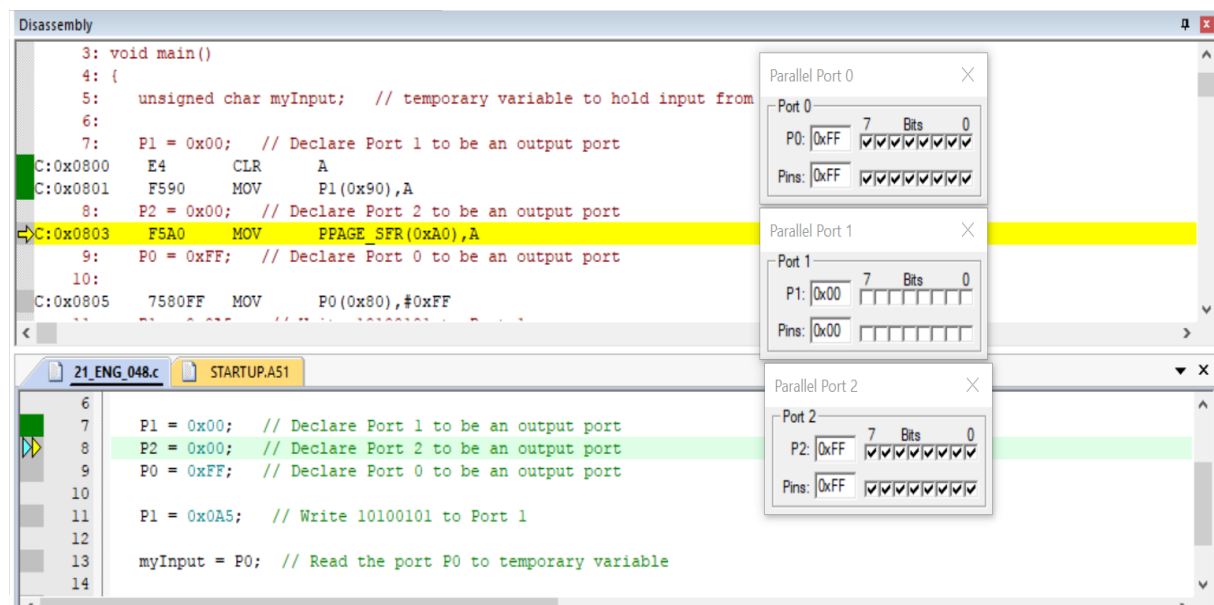 Disassembly
3: void main()
4: {
5: unsigned char myInput; // temporary variable to hold input from
6:
7: P1 = 0x00; // Declare Port 1 to be an output port
C:0x0800 E4 CLR A
C:0x0801 F590 MOV P1(0x90),A
8: P2 = 0x00; // Declare Port 2 to be an output port
C:0x0803 F5A0 MOV PPAGE_SFR(0xA0),A
9: P0 = 0xFF; // Declare Port 0 to be an output port
10:
C:0x0805 7580FF MOV P0(0x80),#0xFF
Parallel Port 0
Port 0
7 Bits 0
P0: 0xFF
Pins: 0xFF
Parallel Port 1
Port 1
7 Bits 0
P1: 0x00
Pins: 0x00
Parallel Port 2
Port 2
7 Bits 0
P2: 0xFF
Pins: 0xFF
21_ENG_048.c STARTUP.A51
6
7 P1 = 0x00; // Declare Port 1 to be an output port
8 P2 = 0x00; // Declare Port 2 to be an output port
9 P0 = 0xFF; // Declare Port 0 to be an output port
10
11 P1 = 0x0A5; // Write 10100101 to Port 1
12
13 myInput = P0; // Read the port P0 to temporary variable
14